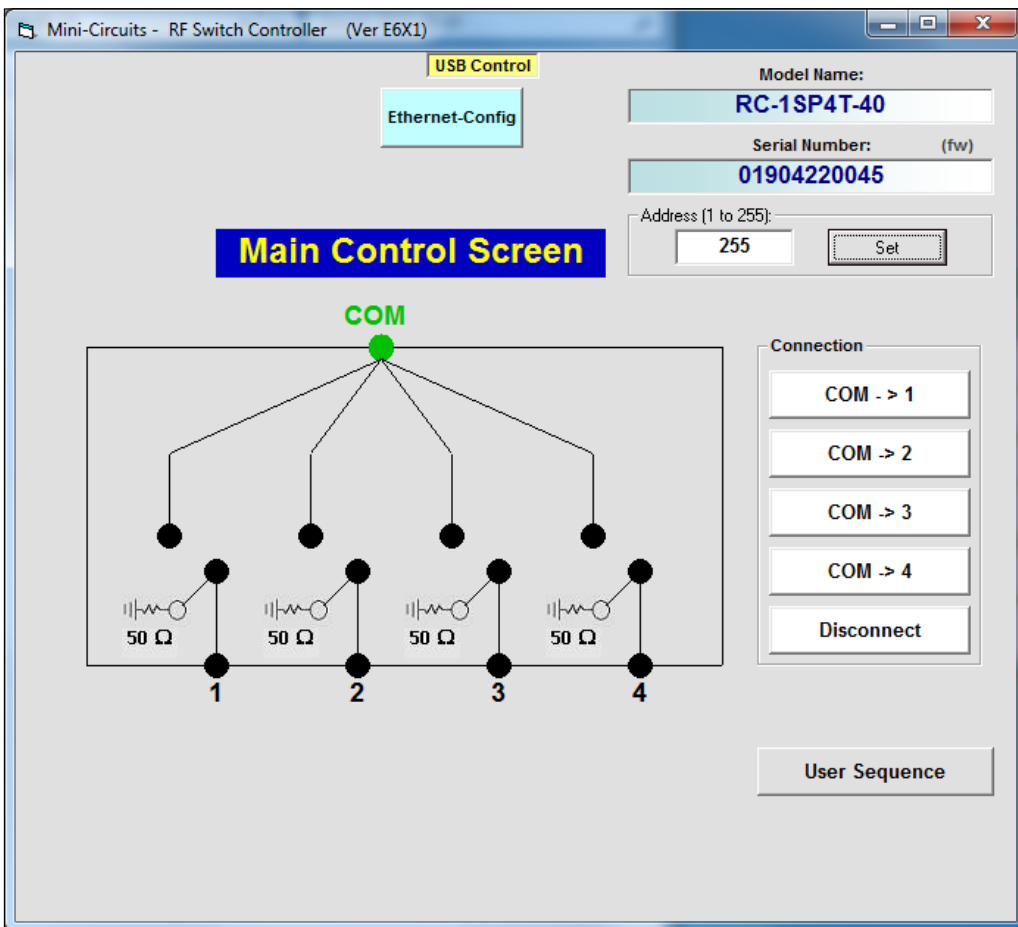 Mini-Circuits - RF Switch Controller (Ver E6X1)
USB Control
Ethernet-Config
Model Name:
RC-1SP4T-40
Serial Number: (fw)
01904220045
Address (1 to 255):
255 Set
Main Control Screen
COM
Connection
COM - > 1
COM -> 2
COM -> 3
COM -> 4
Disconnect
50 Ω 50 Ω 50 Ω 50 Ω
1 2 3 4
User Sequence